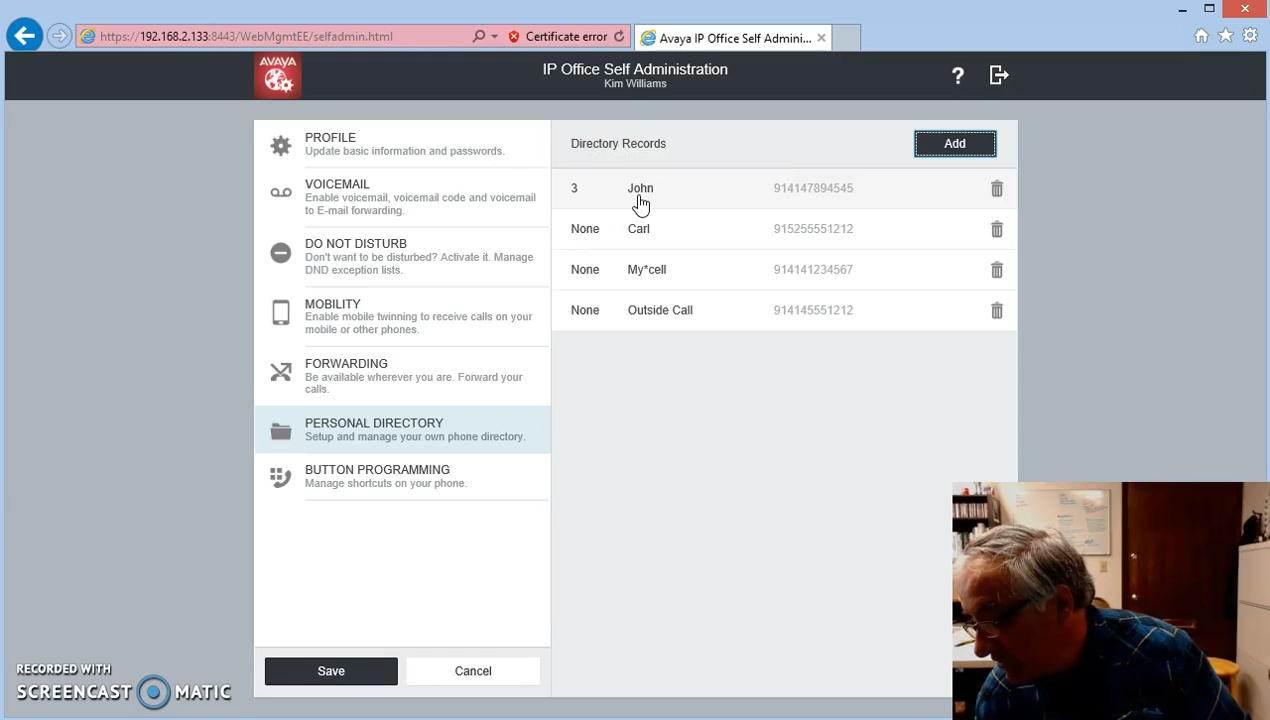 https://192.168.2.133:8443/WebMgmtEE/selfadmin.html
Certificate error
Avaya IP Office Self Admini...
AVAYA
IP Office Self Administration
Kim Williams
?
PROFILE
Update basic information and passwords.
VOICEMAIL
Enable voicemail, voicemail code and voicemail
to E-mail forwarding.
DO NOT DISTURB
Don't want to be disturbed? Activate it. Manage
DND exception lists.
MOBILITY
Enable mobile twinning to receive calls on your
mobile or other phones.
FORWARDING
Be available wherever you are. Forward your
calls.
PERSONAL DIRECTORY
Setup and manage your own phone directory.
BUTTON PROGRAMMING
Manage shortcuts on your phone.
Save
Cancel
Directory Records
Add
3 John 914147894545
None Carl 915255551212
None My*cell 914141234567
None Outside Call 914145551212
RECORDED WITH
SCREENCAST MATIC